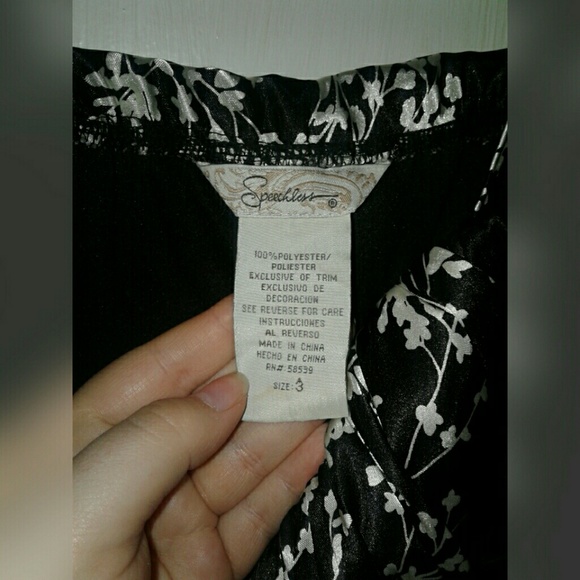 Speechless ®
100% POLYESTER/
POLIESTER
EXCLUSIVE OF TRIM
EXCLUSIVO DE
DECORACION
SEE REVERSE FOR CARE
INSTRUCCIONES
AL REVERSO
MADE IN CHINA
HECHO EN CHINA
RN# 58599
SIZE: 3